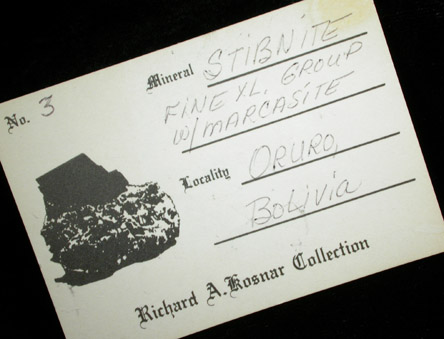 No. 3
Mineral STIBNITE
FINE XL. GROUP
W/MARCASITE
Locality ORURO,
BOLIVIA
Richard A. Kosnar Collection